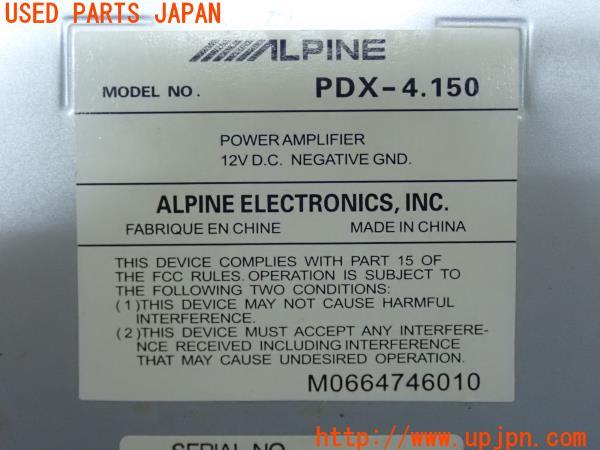 USED PARTS JAPAN
ALPINE
MODEL NO. PDX-4.150
POWER AMPLIFIER
12V D.C. NEGATIVE GND.
ALPINE ELECTRONICS, INC.
FABRIQUE EN CHINE MADE IN CHINA
THIS DEVICE COMPLIES WITH PART 15 OF
THE FCC RULES. OPERATION IS SUBJECT TO
THE FOLLOWING TWO CONDITIONS:
(1) THIS DEVICE MAY NOT CAUSE HARMFUL
INTERFERENCE.
(2) THIS DEVICE MUST ACCEPT ANY INTERFERE-
NCE RECEIVED INCLUDING INTERFERENCE
THAT MAY CAUSE UNDESIRED OPERATION.
M0664746010
SERIAL NO
http://www.upjpn.com/